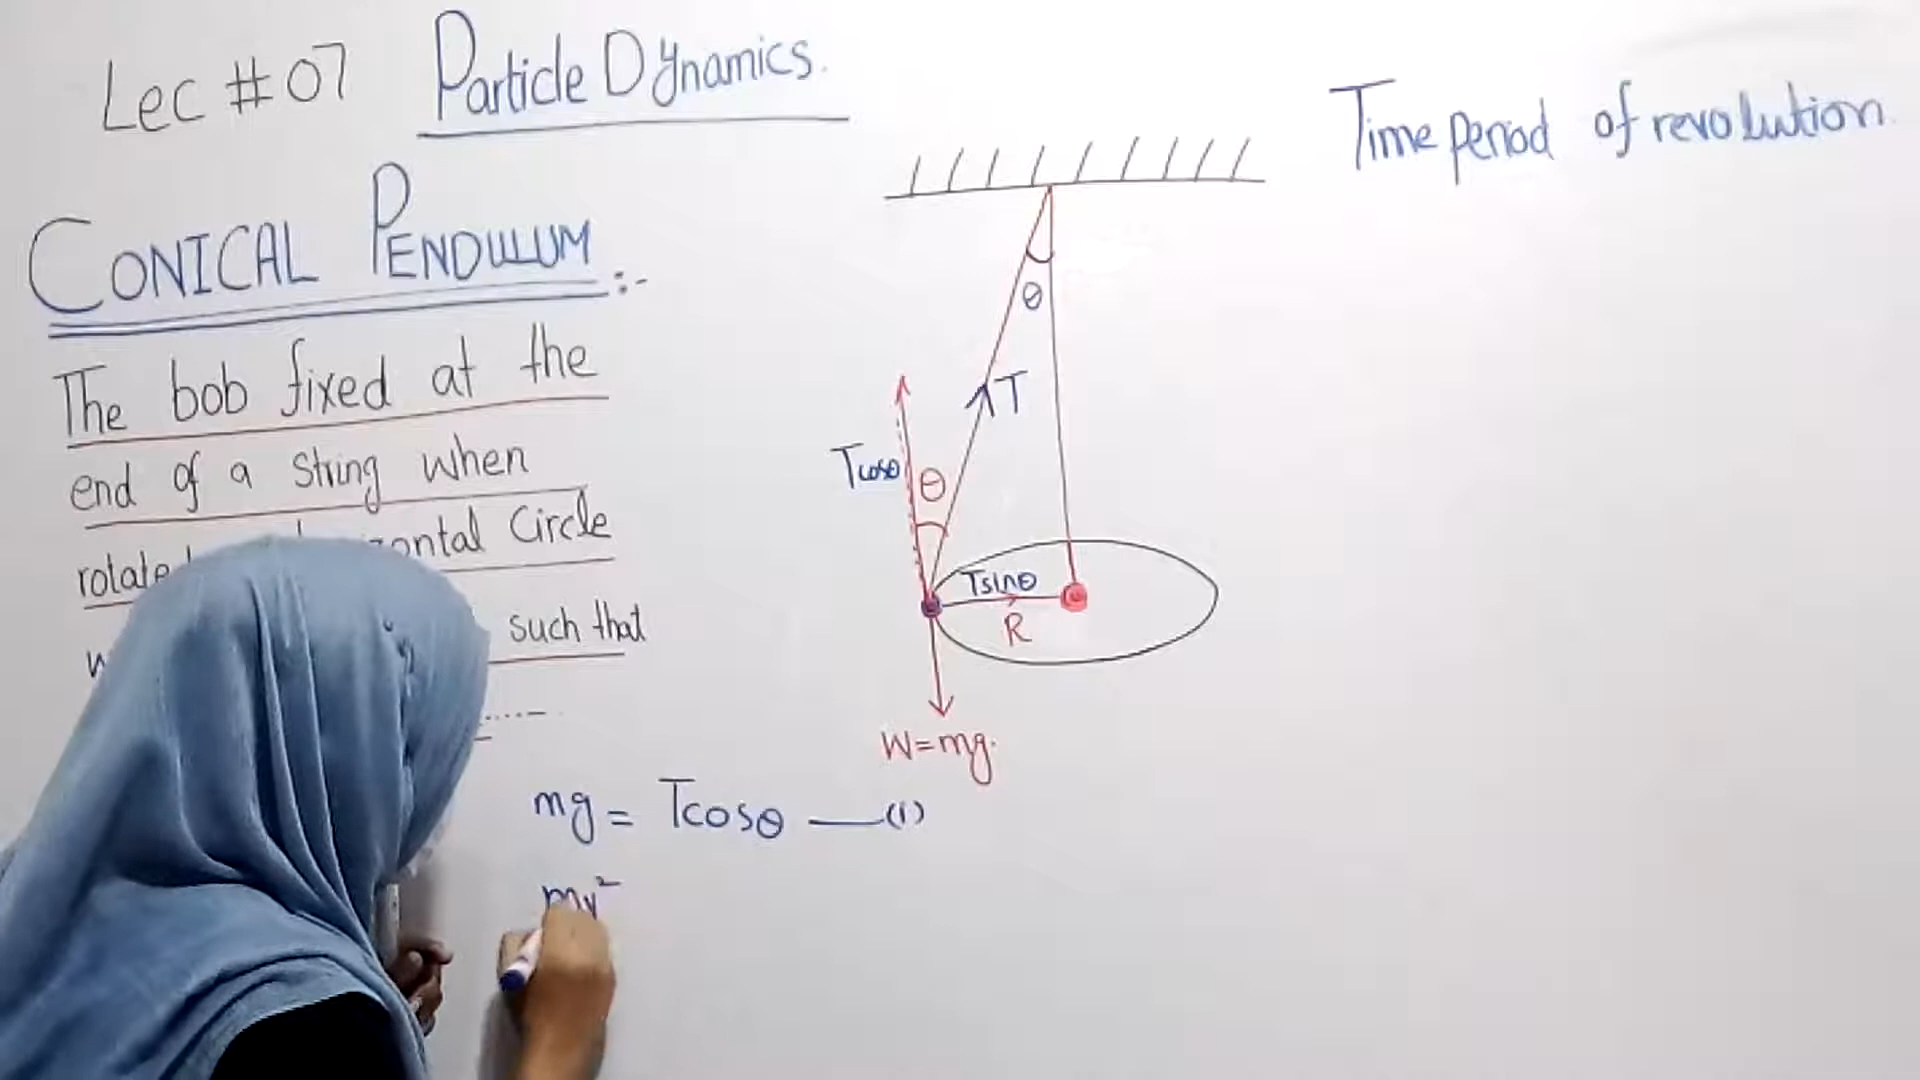 Lec # 07 Particle Dynamics.
CONICAL PENDULUM :-
The bob fixed at the
end of a string when
ontal Circle
such that
Time period of revolution
θ
T
Tcosθ
θ
Tsinθ
R
W=mg.
mg = Tcosθ —(1)
mv²